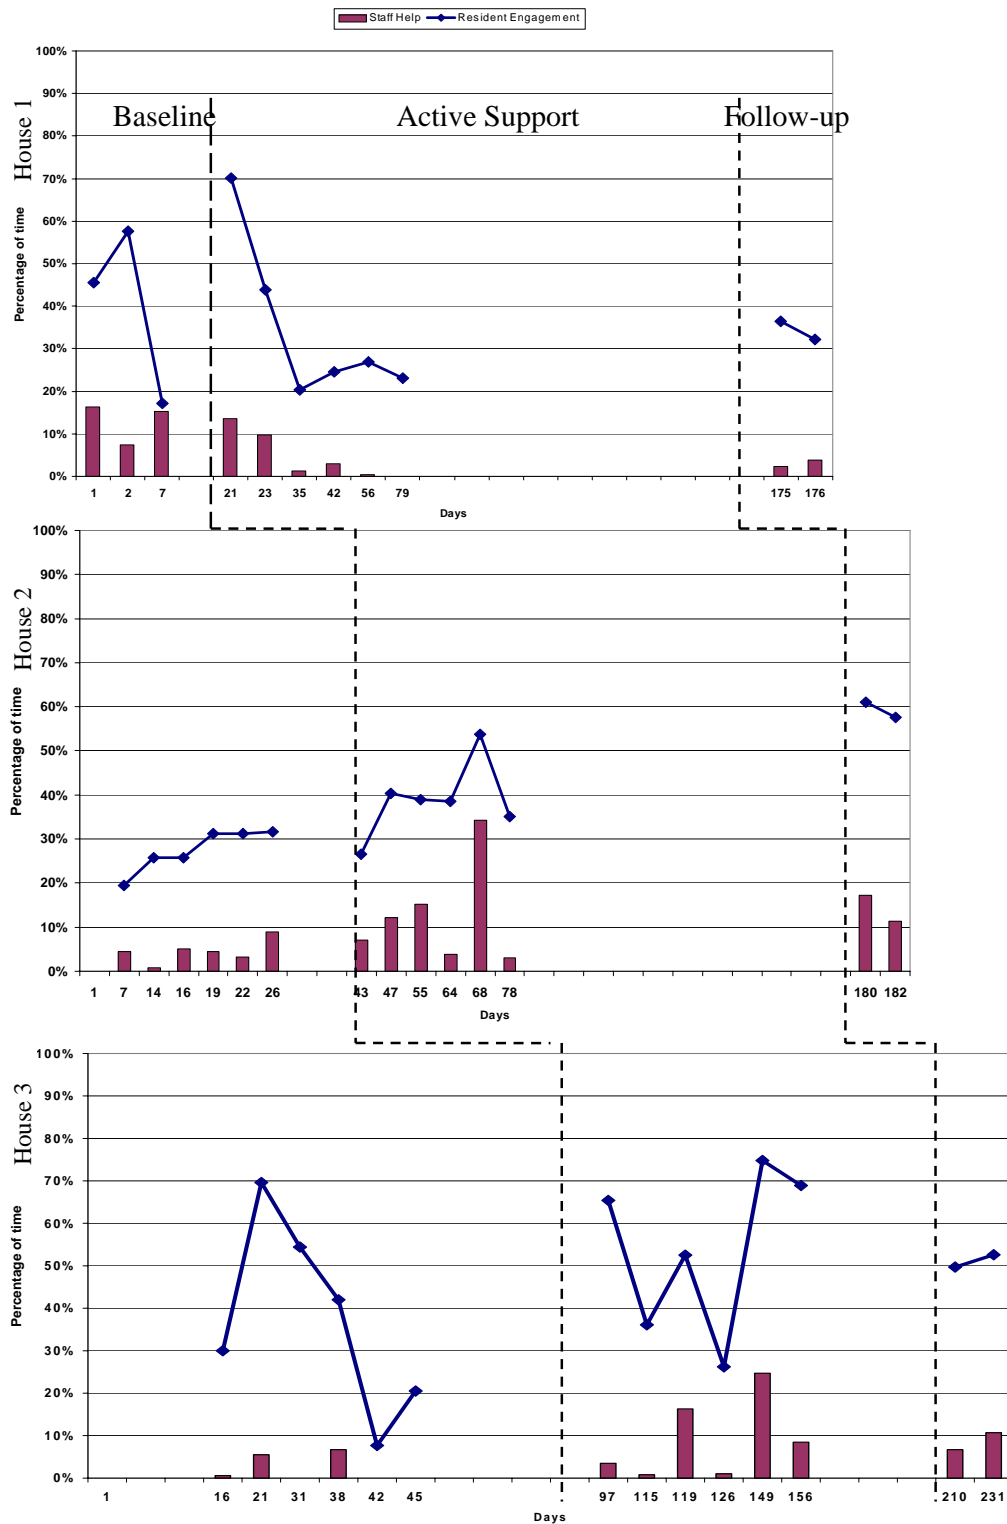 Staff Help Resident Engagement
House 1
Baseline Active Support Follow-up
Percentage of time
100%
90%
80%
70%
60%
50%
40%
30%
20%
10%
0%
1 2 7 21 23 35 42 56 79 175 176
Days
House 2
Percentage of time
100%
90%
80%
70%
60%
50%
40%
30%
20%
10%
0%
1 7 14 16 19 22 26 43 47 55 64 68 78 180 182
Days
House 3
Percentage of time
100%
90%
80%
70%
60%
50%
40%
30%
20%
10%
0%
1 16 21 31 38 42 45 97 115 119 126 149 156 210 231
Days